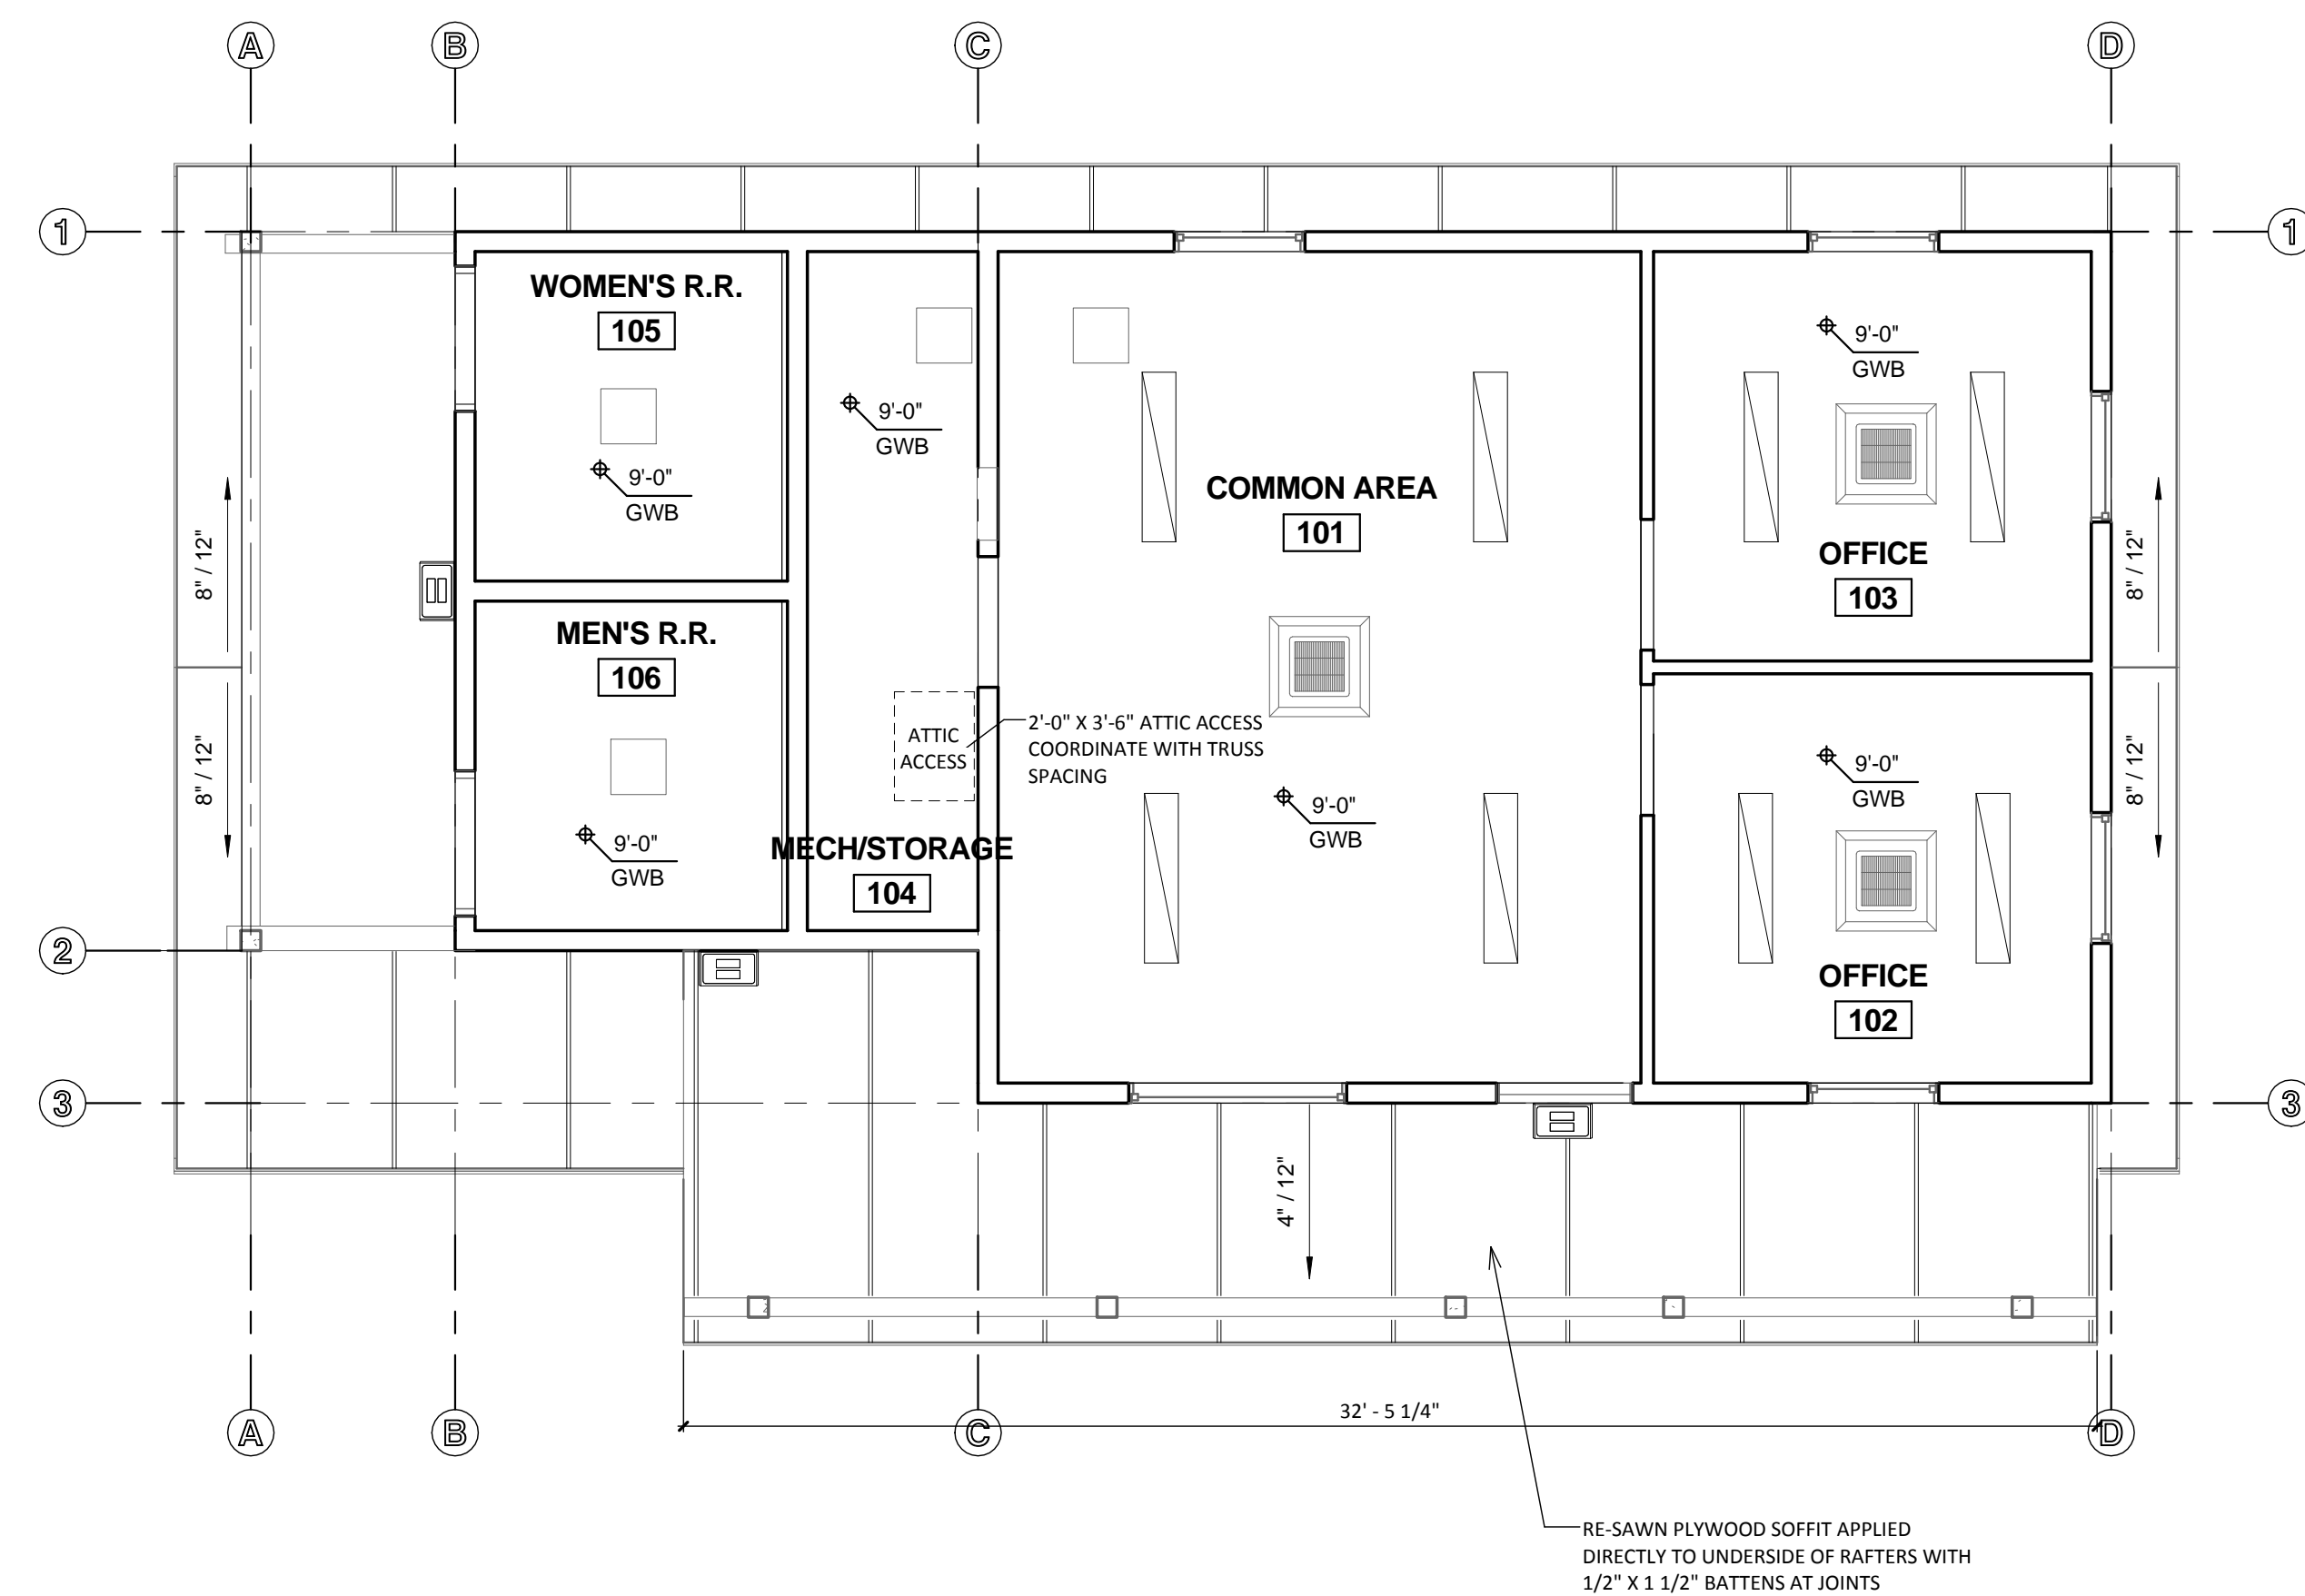 A
B
C
D
1
1
WOMEN'S R.R.
105
9'-0"
GWB
9'-0"
GWB
9'-0"
GWB
COMMON AREA
101
OFFICE
103
8" / 12"
8" / 12"
MEN'S R.R.
106
ATTIC
ACCESS
2'-0" X 3'-6" ATTIC ACCESS
COORDINATE WITH TRUSS
SPACING
8" / 12"
8" / 12"
9'-0"
GWB
9'-0"
GWB
9'-0"
GWB
MECH/STORAGE
104
2
OFFICE
102
3
3
4" / 12"
32' - 5 1/4"
A
B
C
D
RE-SAWN PLYWOOD SOFFIT APPLIED
DIRECTLY TO UNDERSIDE OF RAFTERS WITH
1/2" X 1 1/2" BATTENS AT JOINTS